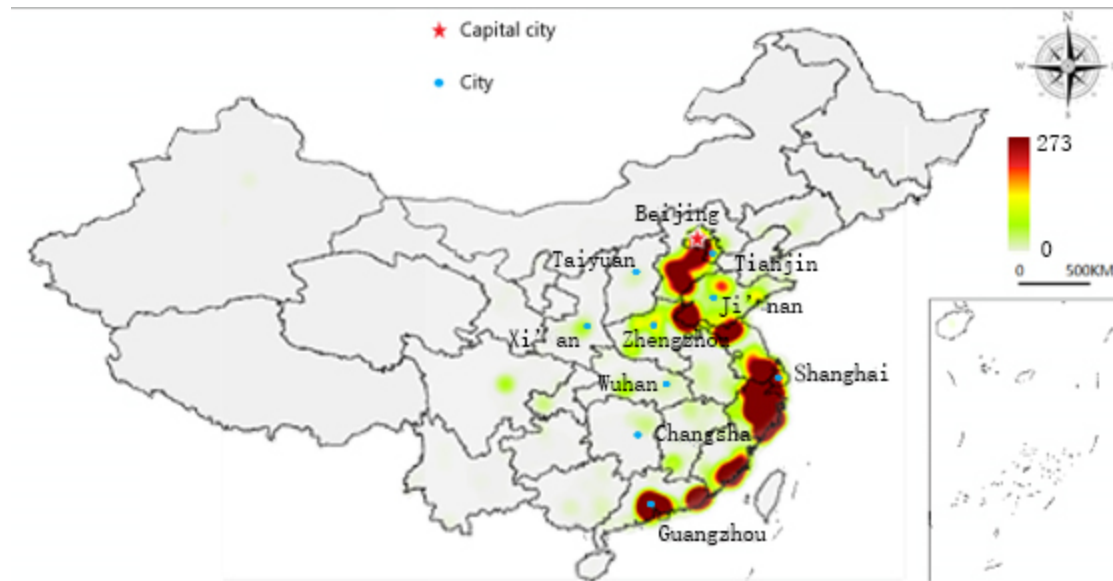 Capital city
City
N
W
S
273
0
0 500KM
Beijing
Taiyuan
Tianjin
Ji'nan
Xi'an
Zhengzhou
Wuhan
Shanghai
Changsha
Guangzhou